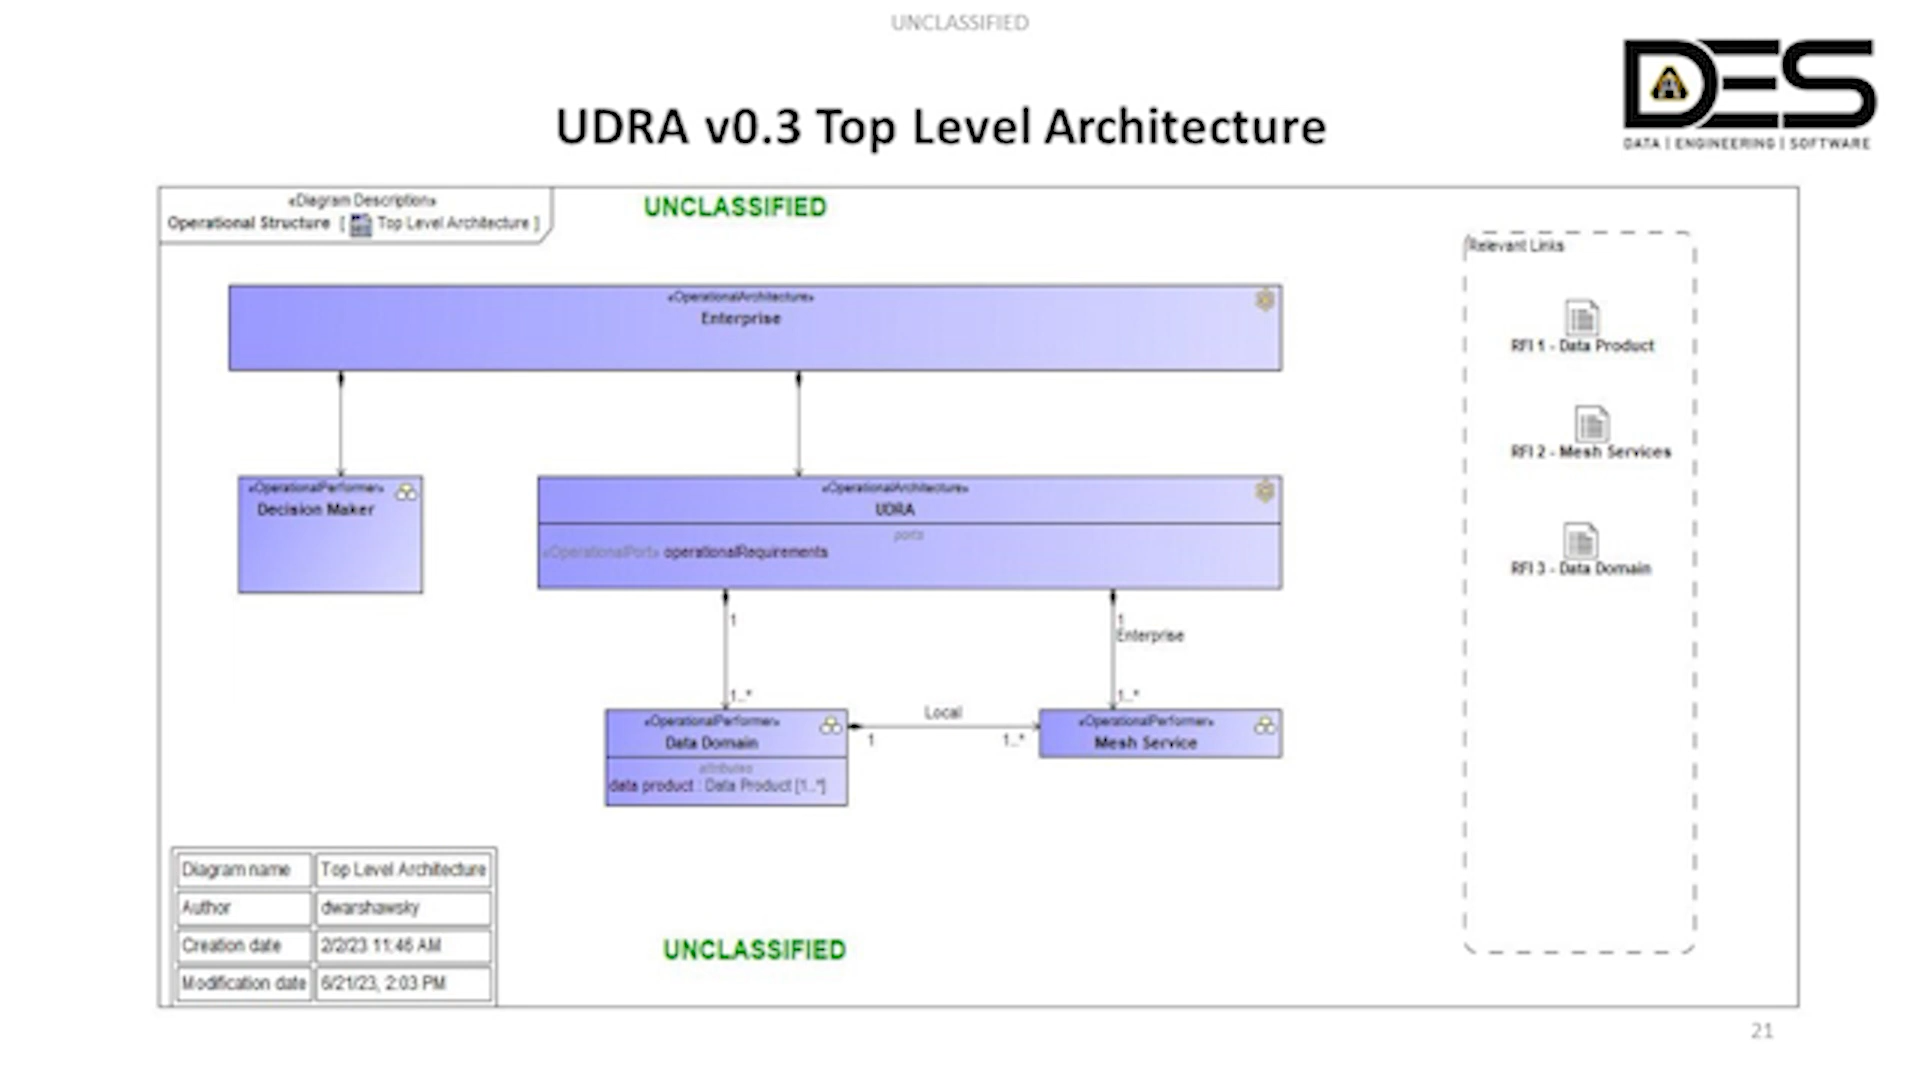 UNCLASSIFIED
DES
DATA | ENGINEERING | SOFTWARE
UDRA v0.3 Top Level Architecture
«Diagram Description»
Operational Structure [ Top Level Architecture ]
UNCLASSIFIED
Relevant Links
RFI 1 - Data Product
RFI 2 - Mesh Services
RFI 3 - Data Domain
«OperationalArchitecture»
Enterprise
«OperationalPerformer»
Decision Maker
«OperationalArchitecture»
UDRA
ports
«OperationalPort» operationalRequirements
1
1..*
1
Enterprise
1..*
«OperationalPerformer»
Data Domain
attributes
data product : Data Product [1..*]
Local
1
1..*
«OperationalPerformer»
Mesh Service
Diagram name Top Level Architecture
Author dwarshawsky
Creation date 2/2/23 11:46 AM
Modification date 6/21/23, 2:03 PM
UNCLASSIFIED
21